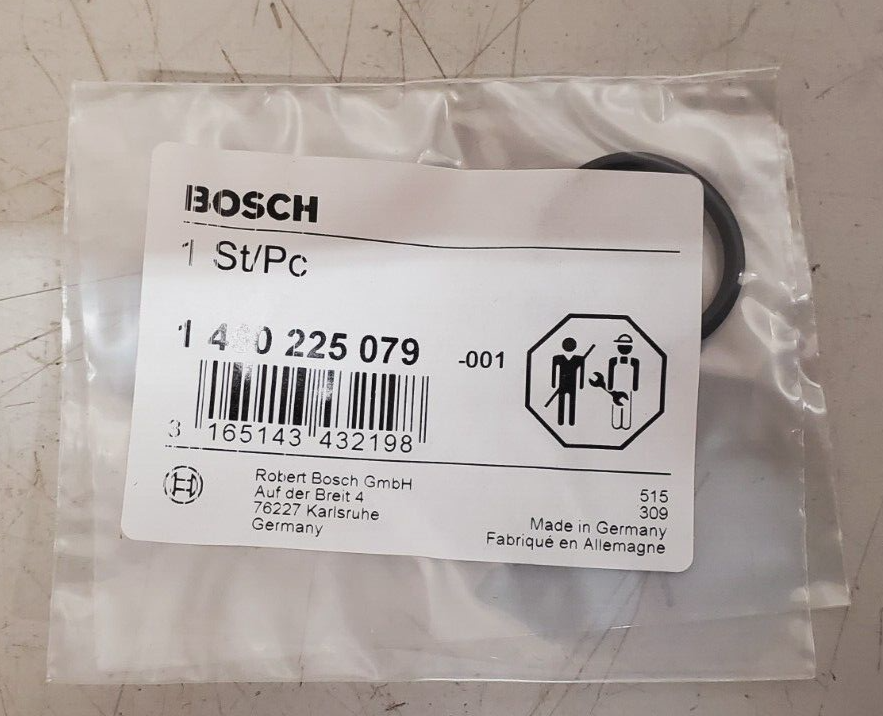 BOSCH
1 St/Pc
1 225 079 -001
3 165143 432198
Robert Bosch GmbH
Auf der Breit 4
76227 Karlsruhe
Germany
515
309
Made in Germany
Fabriqué en Allemagne